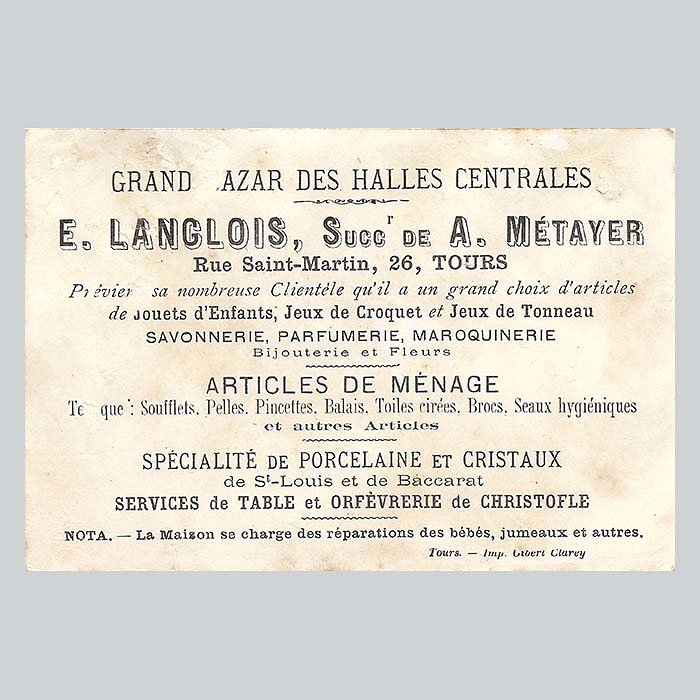 GRAND AZAR DES HALLES CENTRALES
E. LANGLOIS, Succr DE A. MÉTAYER
Rue Saint-Martin, 26, TOURS
sa nombreuse Clientéle qu'il a un grand choix d'articles
de Jouets d'Enfants, Jeux de Croquet et Jeux de Tonneau
SAVONNERIE, PARFUMERIE, MAROQUINERIE
Bijouterie et Fleurs
ARTICLES DE MÉNAGE
que : Soufflets, Pelles, Pincettes, Balais, Toiles cirées, Brocs, Seaux hygiéniques
et autres Articles
SPÉCIALITÉ DE PORCELAINE ET CRISTAUX
de St-Louis et de Baccarat
SERVICES de TABLE et ORFÈVRERIE de CHRISTOFLE
NOTA. — La Maison se charge des réparations des bébés, jumeaux et autres.
Tours. — Imp. Gibert Clarey